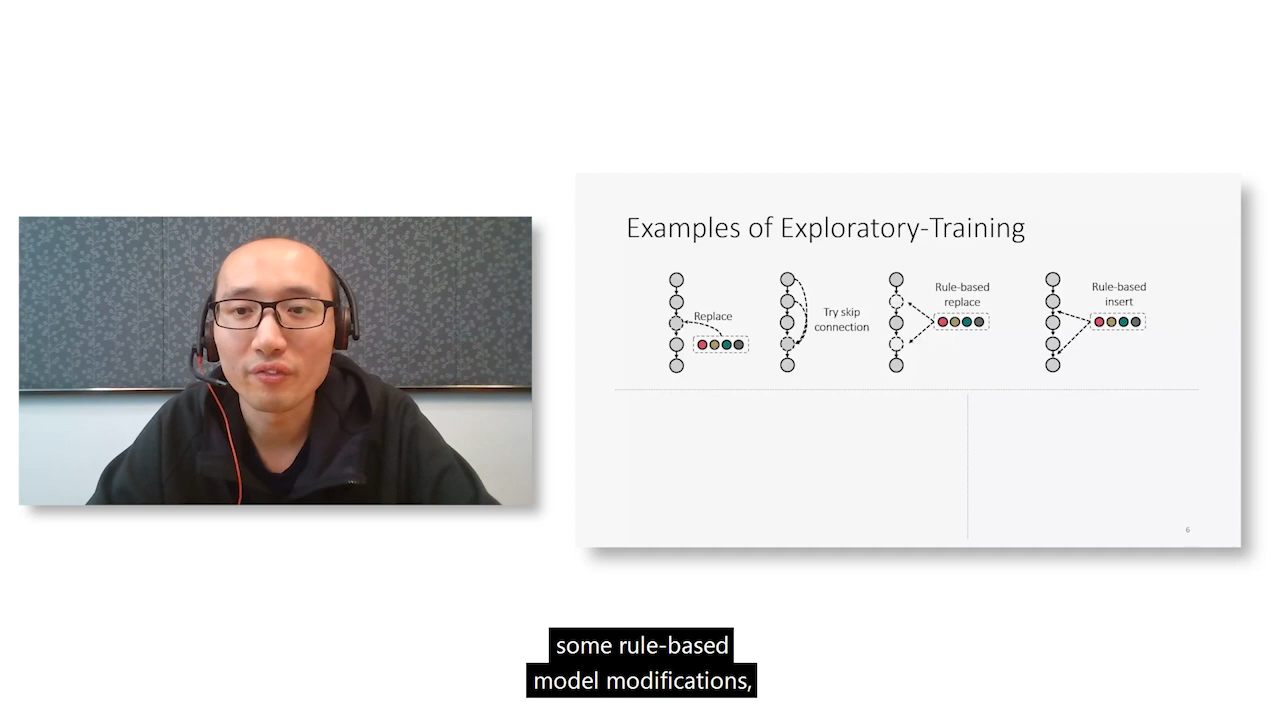 Examples of Exploratory-Training
Replace
Try skip
connection
Rule-based
replace
Rule-based
insert
6
some rule-based
model modifications,